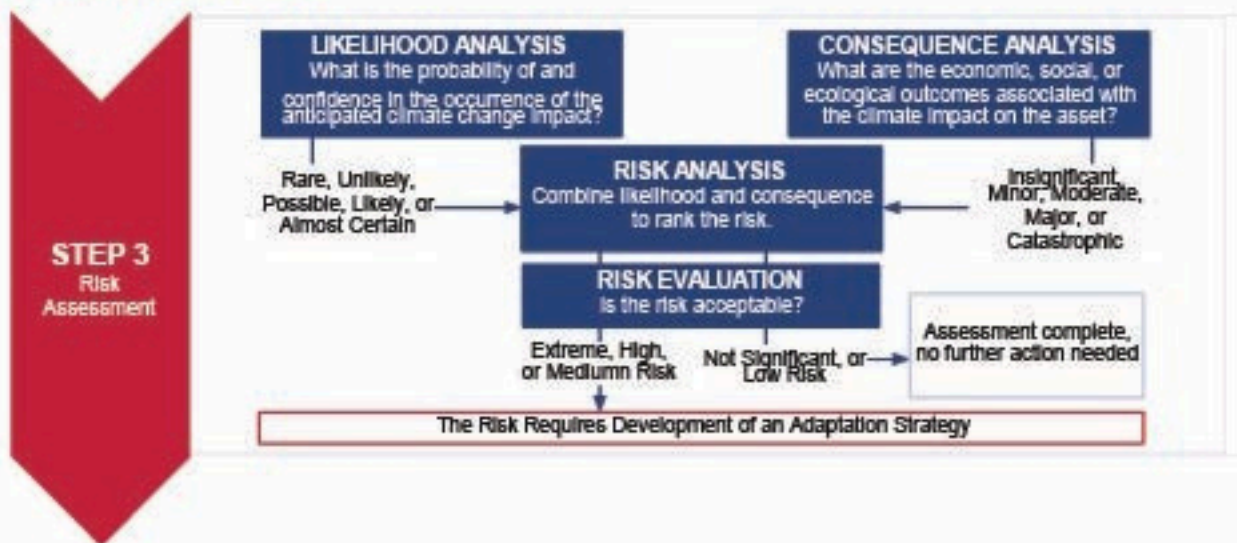 LIKELIHOOD ANALYSIS
What is the probability of and
confidence in the occurrence of the
anticipated climate change impact?
CONSEQUENCE ANALYSIS
What are the economic, social, or
ecological outcomes associated with
the climate impact on the asset?
Rare, Unlikely,
Possible, Likely, or
Almost Certain
RISK ANALYSIS
Combine likelihood and consequence
to rank the risk.
Insignificant,
Minor, Moderate,
Major, or
Catastrophic
STEP 3
Risk
Assessment
RISK EVALUATION
Is the risk acceptable?
Extreme, High,
or Mediumn Risk
Not Significant, or
Low Risk
Assessment complete,
no further action needed
The Risk Requires Development of an Adaptation Strategy